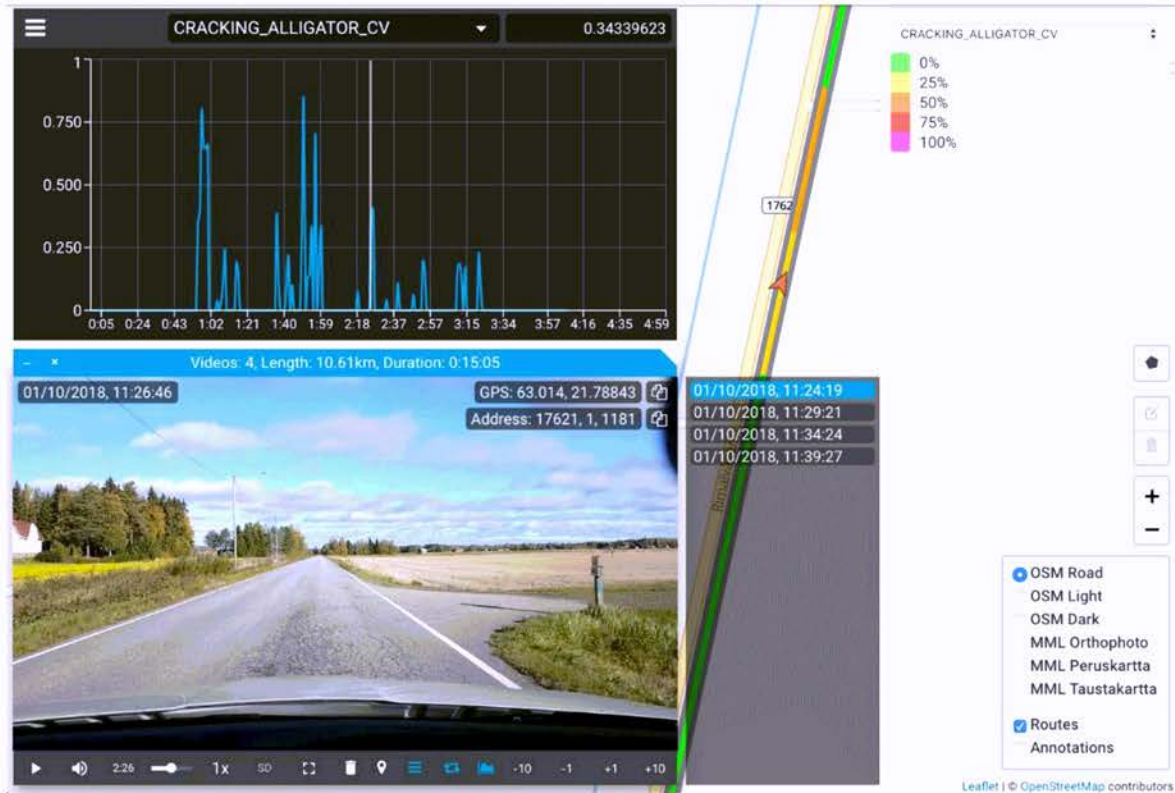 CRACKING_ALLIGATOR_CV
0.34339623
1
0.750
0.500
0.250
0
0:05 0:24 0:43 1:02 1:21 1:40 1:59 2:18 2:37 2:57 3:15 3:34 3:57 4:16 4:35 4:59
Videos: 4, Length: 10.61km, Duration: 0:15:05
01/10/2018, 11:26:46
GPS: 63.014, 21.78843
Address: 17621, 1, 1181
2:26 1x SD -10 -1 +1 +10
01/10/2018, 11:24:19
01/10/2018, 11:29:21
01/10/2018, 11:34:24
01/10/2018, 11:39:27
1762
CRACKING_ALLIGATOR_CV
0%
25%
50%
75%
100%
+
−
OSM Road
OSM Light
OSM Dark
MML Orthophoto
MML Peruskartta
MML Taustakartta
Routes
Annotations
Leaflet | © OpenStreetMap contributors